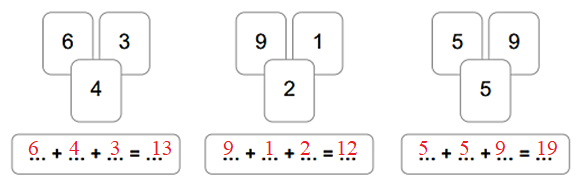 6 3 9 1 5 9
4 2 5
6 + 4 + 3 = 13 9 + 1 + 2 = 12 5 + 5 + 9 = 19